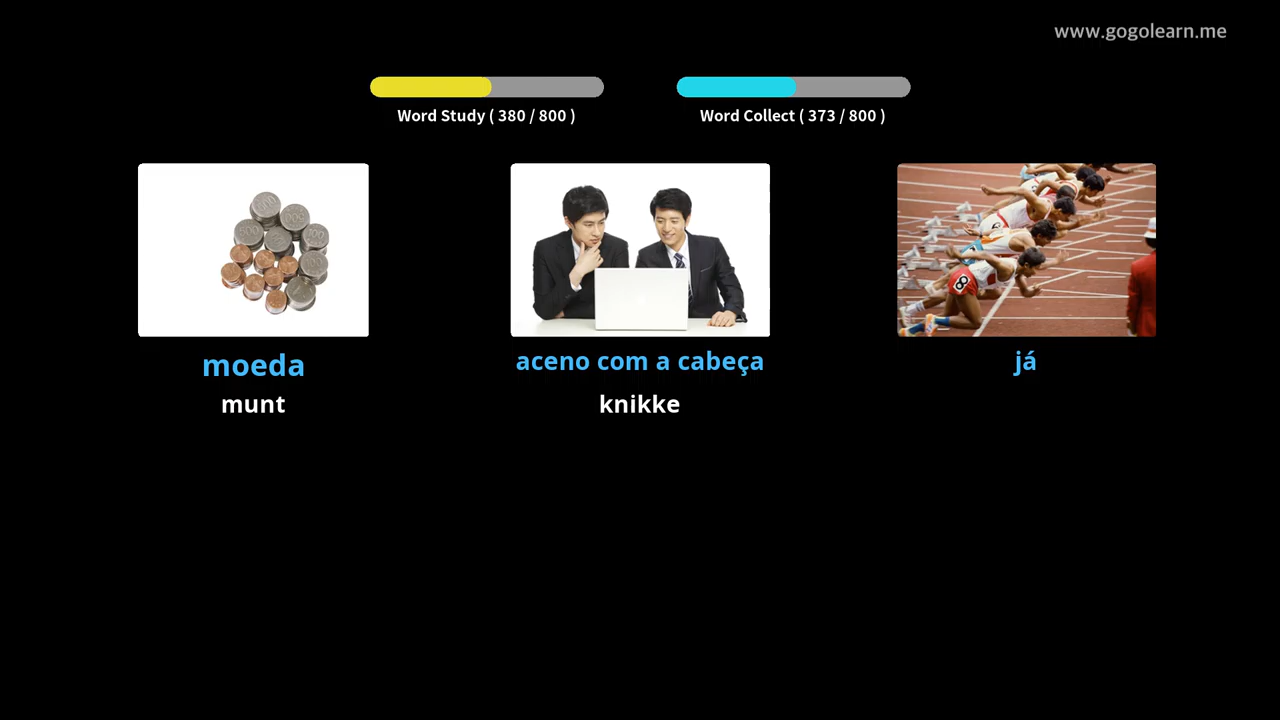 www.gogolearn.me
Word Study ( 380 / 800 )
Word Collect ( 373 / 800 )
moeda
aceno com a cabeça
já
munt
knikke